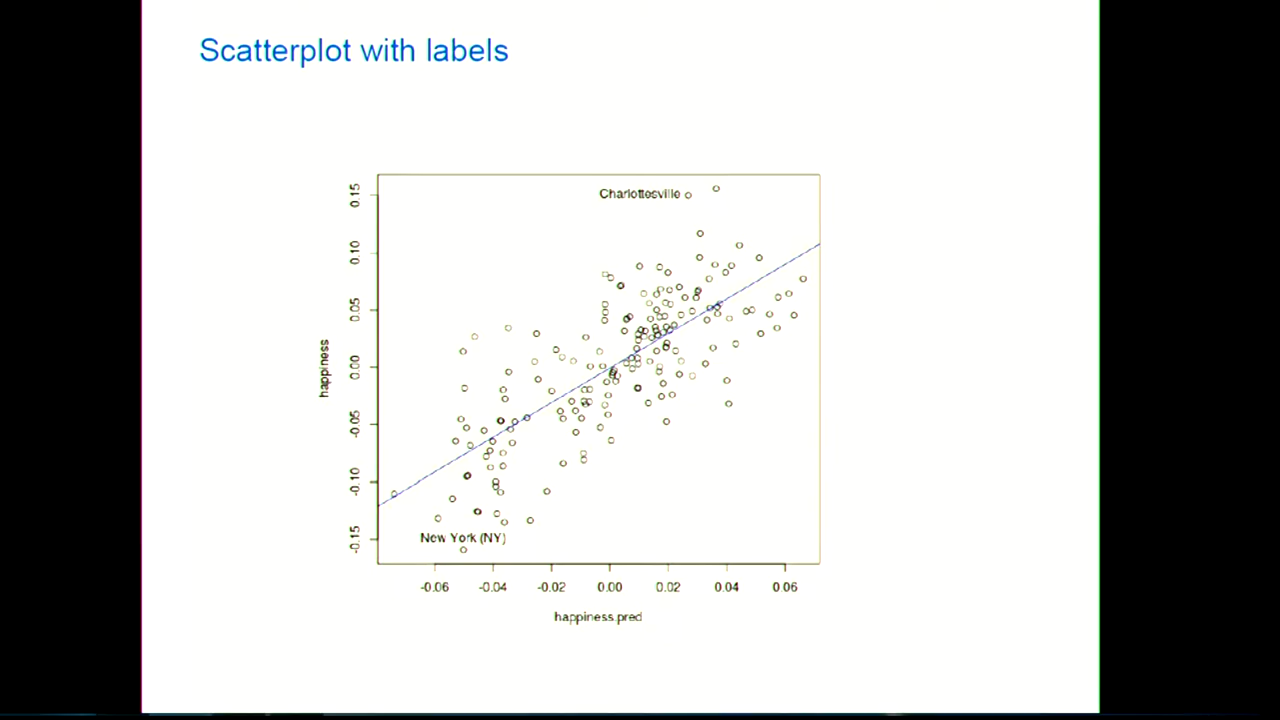 Scatterplot with labels
Charlottesville
New York (NY)
0.15
0.10
0.05
0.00
-0.05
-0.10
-0.15
happiness
-0.06 -0.04 -0.02 0.00 0.02 0.04 0.06
happiness.pred